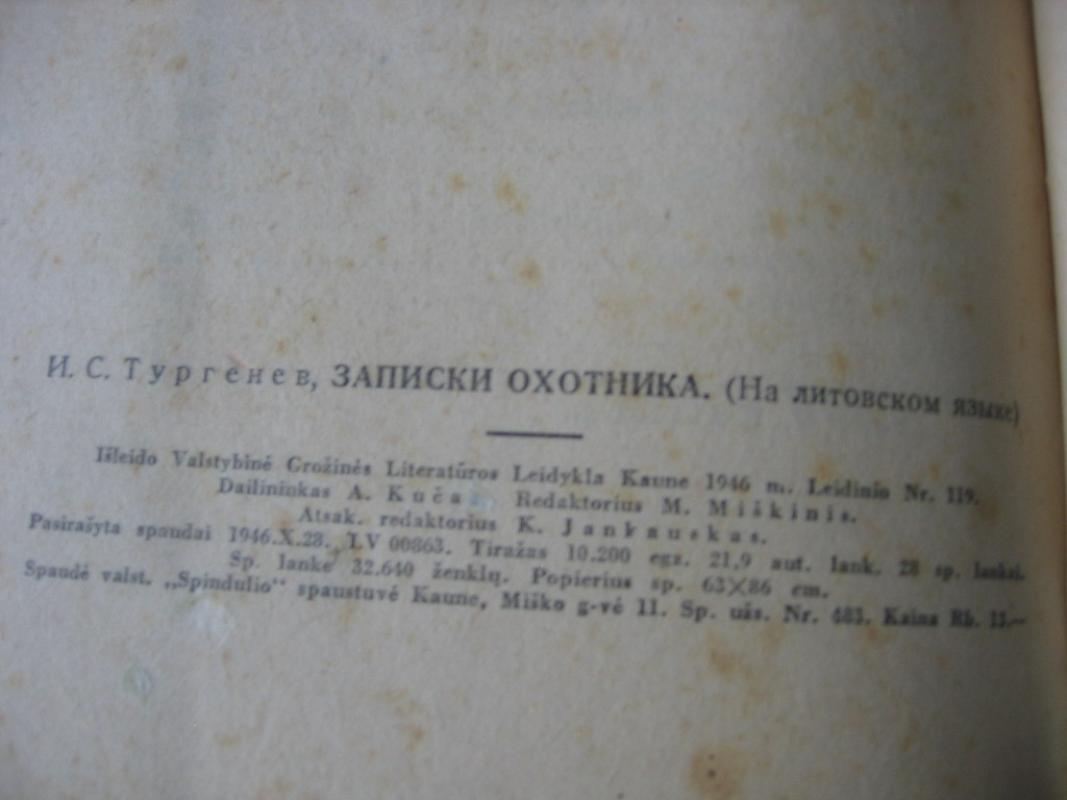 И. С. Тургенев, ЗАПИСКИ ОХОТНИКА. (На литовском языке)
Išleido Valstybinė Grožinės Literatūros Leidykla Kaune 1946 m. Leidinio Nr. 119.
Dailininkas A. Kuča Redaktorius M. Miškinis.
Atsak. redaktorius K. Jankauskas.
Pasirašyta spaudai 1946.X.28. LV 00863. Tiražas 10.200 egz. 21,9 aut. lank. 28 sp. lankai.
Sp. lanke 32.640 ženklų. Popierius sp. 63×86 cm.
Spaudė valst. „Spindulio“ spaustuvė Kaune, Miško g-vė 11. Sp. užs. Nr. 483. Kaina Rb.